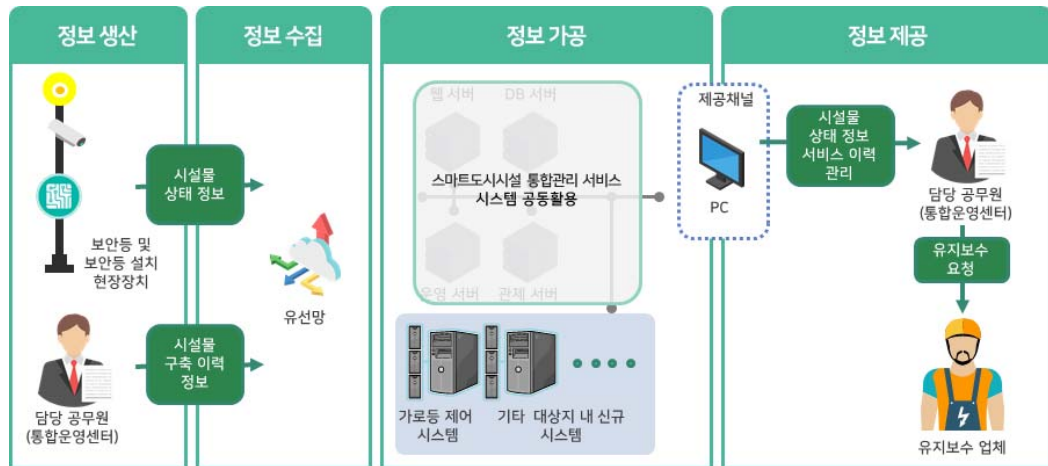 정보 생산
정보 수집
정보 가공
정보 제공
보안등 및
보안등 설치
현장장치
담당 공무원
(통합운영센터)
시설물
상태 정보
시설물
구축 이력
정보
유선망
웹 서버
DB 서버
스마트도시시설 통합관리 서비스
시스템 공동활용
운영 서버
관제 서버
가로등 제어
시스템
기타 대상지 내 신규
시스템
제공채널
PC
시설물
상태 정보
서비스 이력
관리
담당 공무원
(통합운영센터)
유지보수
요청
유지보수 업체